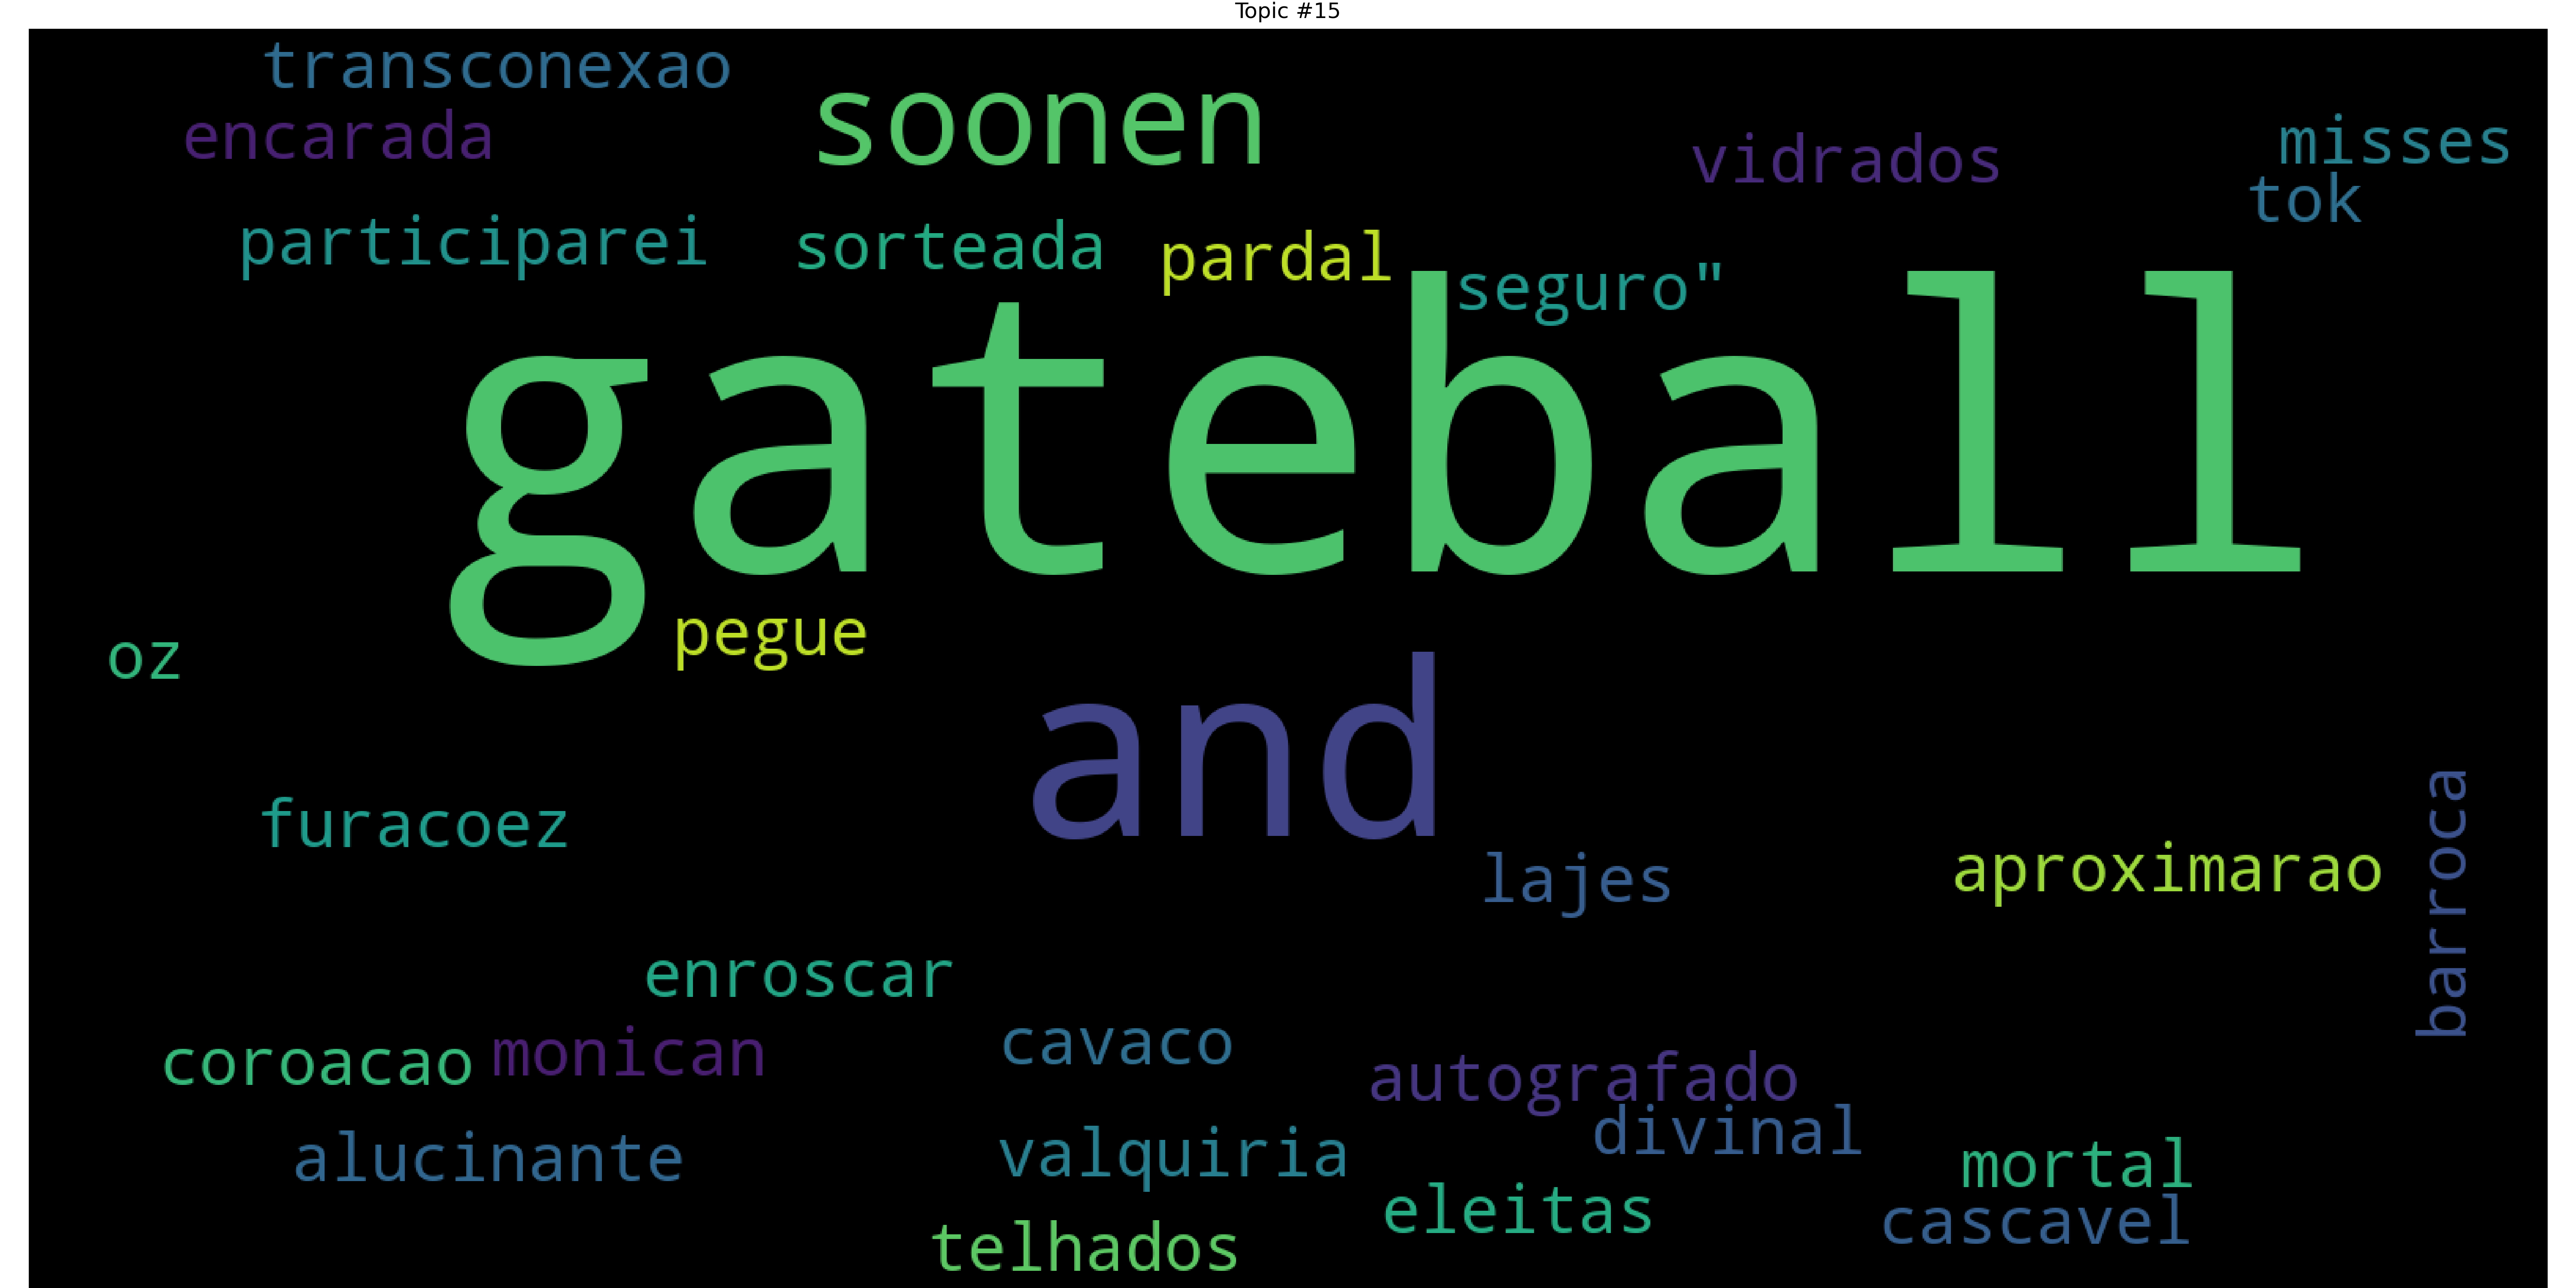 Topic #15
transconexao
soonen
encarada
vidrados
misses
tok
participarei
sorteada
pardal
seguro"
gateball
pegue
oz
and
furacoez
lajes
aproximarao
barroca
enroscar
coroacao
monican
cavaco
autografado
divinal
alucinante
valquiria
mortal
eleitas
cascavel
telhados